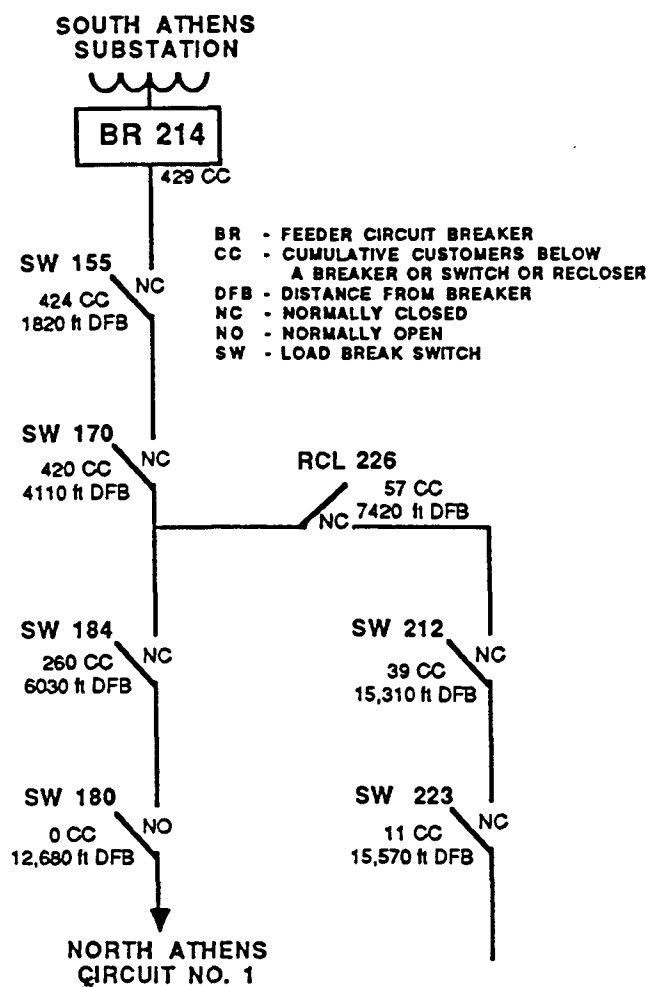 SOUTH ATHENS
SUBSTATION
BR 214
429 CC
BR - FEEDER CIRCUIT BREAKER
CC - CUMULATIVE CUSTOMERS BELOW
A BREAKER OR SWITCH OR RECLOSER
DFB - DISTANCE FROM BREAKER
NC - NORMALLY CLOSED
NO - NORMALLY OPEN
SW - LOAD BREAK SWITCH
SW 155
NC
424 CC
1820 ft DFB
SW 170
NC
420 CC
4110 ft DFB
RCL 226
57 CC
NC 7420 ft DFB
SW 184
NC
260 CC
6030 ft DFB
SW 212
NC
39 CC
15,310 ft DFB
SW 180
NO
0 CC
12,680 ft DFB
SW 223
NC
11 CC
15,570 ft DFB
NORTH ATHENS
CIRCUIT NO. 1